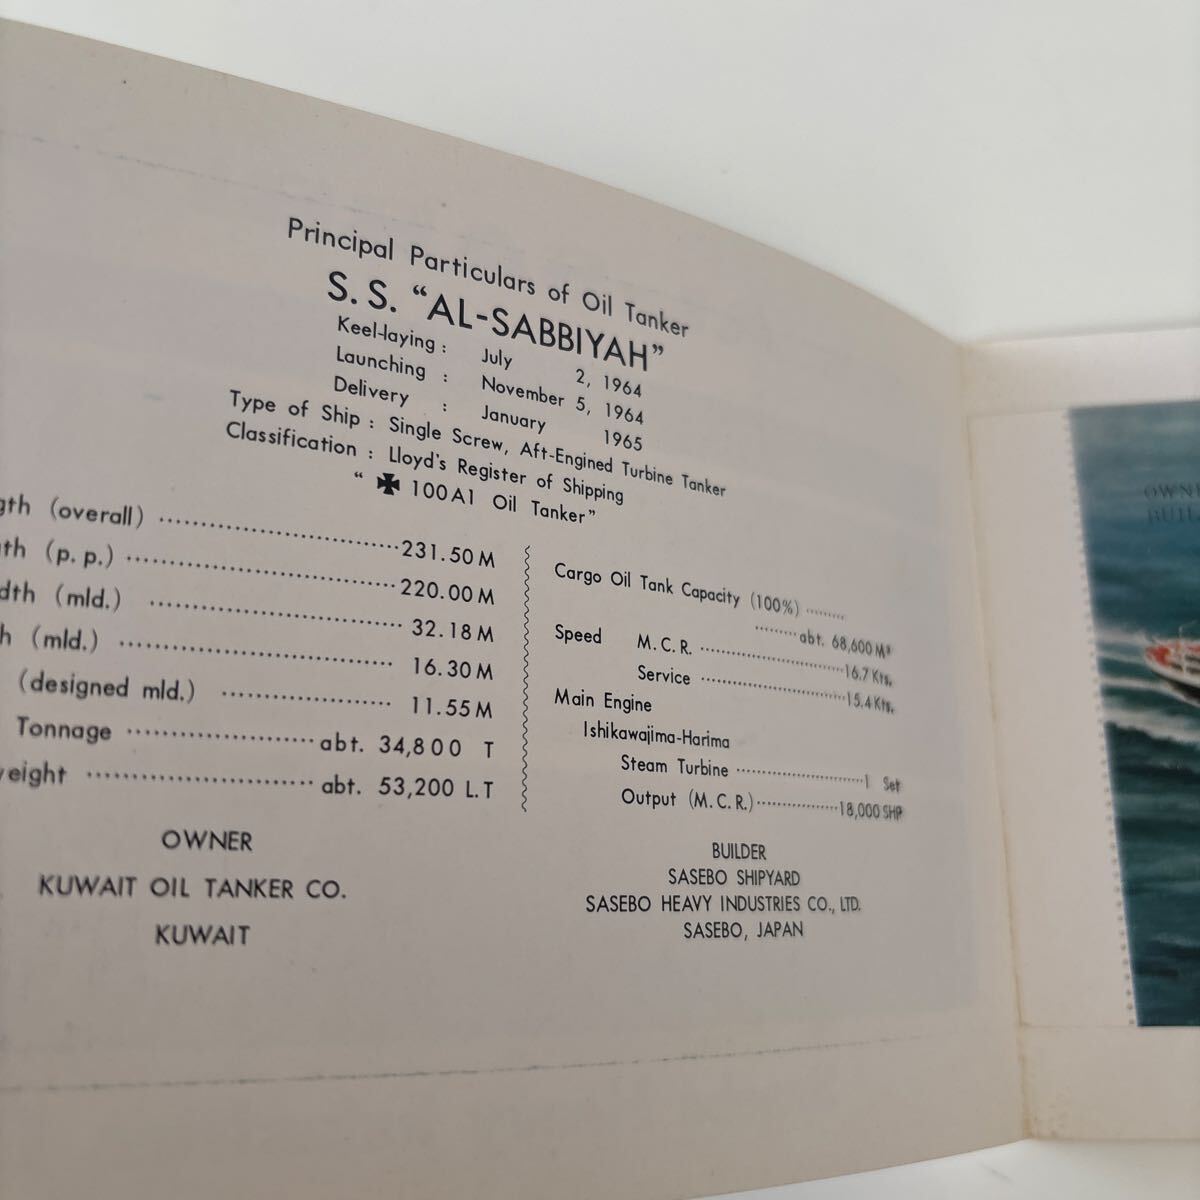 Principal Particulars of Oil Tanker
S. S. “AL-SABBIYAH”
Keel-laying : July 2, 1964
Launching : November 5, 1964
Delivery : January 1965
Type of Ship : Single Screw, Aft-Engined Turbine Tanker
Classification : Lloyd's Register of Shipping
“ ✠ 100A1 Oil Tanker”
gth (overall) ........................ 231.50 M
th (p. p.) ........................ 220.00 M
dth (mld.) ........................ 32.18 M
h (mld.) ........................ 16.30 M
(designed mld.) .................. 11.55 M
Tonnage .................. abt. 34,800 T
eight ........................ abt. 53,200 L.T
OWNER
KUWAIT OIL TANKER CO.
KUWAIT
Cargo Oil Tank Capacity (100%) .........
......... abt. 68,600 M³
Speed M. C. R. ........................ 16.7 Kts.
Service ........................ 15.4 Kts.
Main Engine
Ishikawajima-Harima
Steam Turbine ........................ 1 Set
Output (M. C. R.) .................. 18,000 SHP
BUILDER
SASEBO SHIPYARD
SASEBO HEAVY INDUSTRIES CO., LTD.
SASEBO, JAPAN
OWNE
BUIL